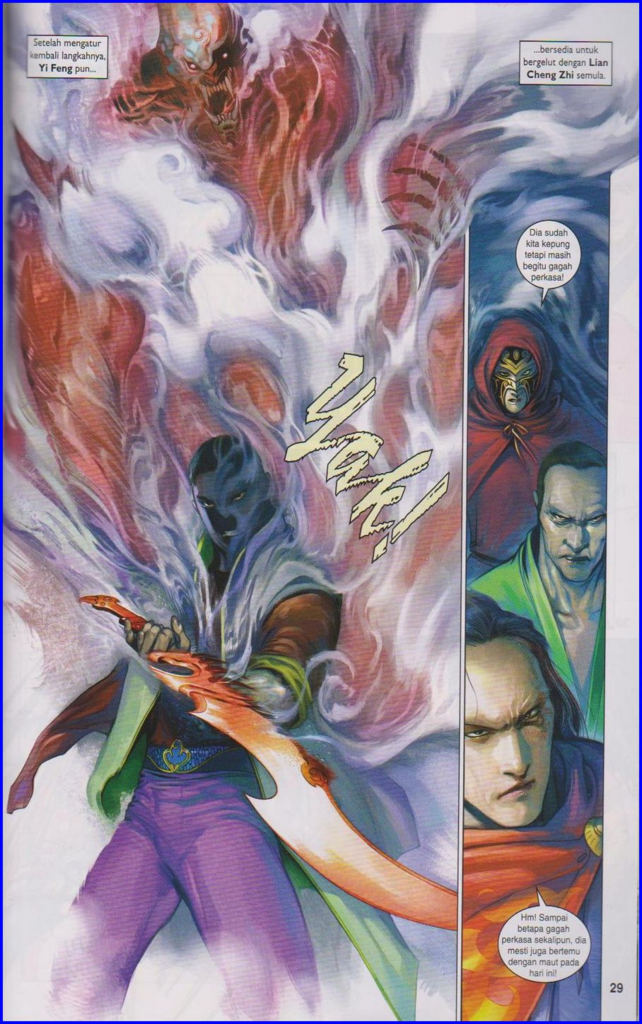 Setelah mengatur
kembali langkahnya,
Yi Feng pun...
...bersedia untuk
bergelut dengan Lian
Cheng Zhi semula.
Dia sudah
kita kepung
tetapi masih
begitu gagah
perkasa!
Yak!
Hm! Sampai
betapa gagah
perkasa sekalipun, dia
mesti juga bertemu
dengan maut pada
hari ini!
29